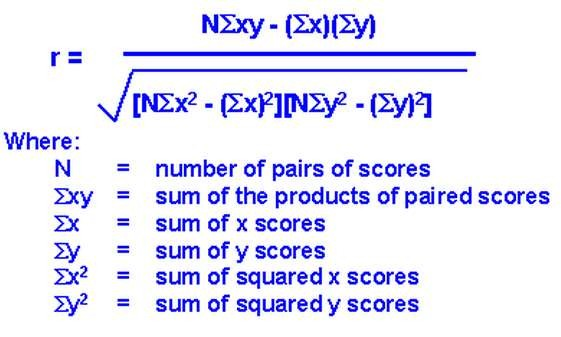 NΣxy - (Σx)(Σy)
r =
√[NΣx² - (Σx)²][NΣy² - (Σy)²]
Where:
N = number of pairs of scores
Σxy = sum of the products of paired scores
Σx = sum of x scores
Σy = sum of y scores
Σx² = sum of squared x scores
Σy² = sum of squared y scores